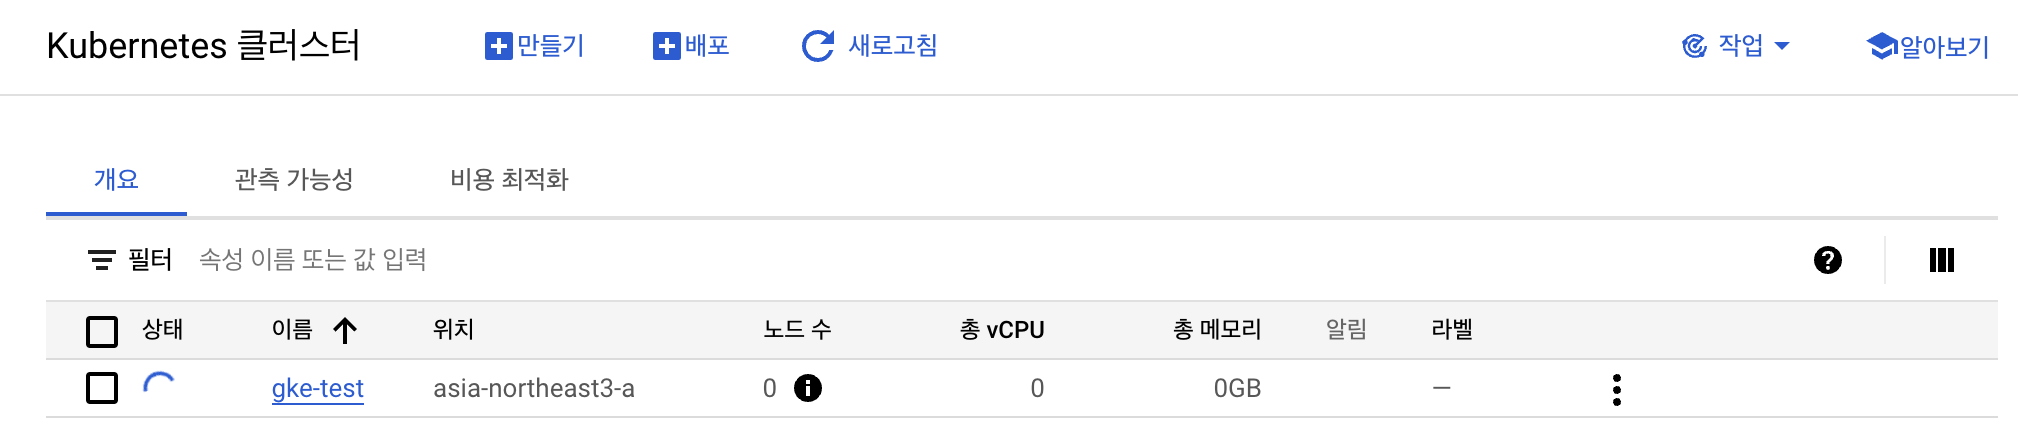 Kubernetes 클러스터 만들기 배포 새로고침 작업 알아보기
개요 관측 가능성 비용 최적화
필터 속성 이름 또는 값 입력
상태 이름 위치 노드 수 총 vCPU 총 메모리 알림 라벨
gke-test asia-northeast3-a 0 0 0GB —